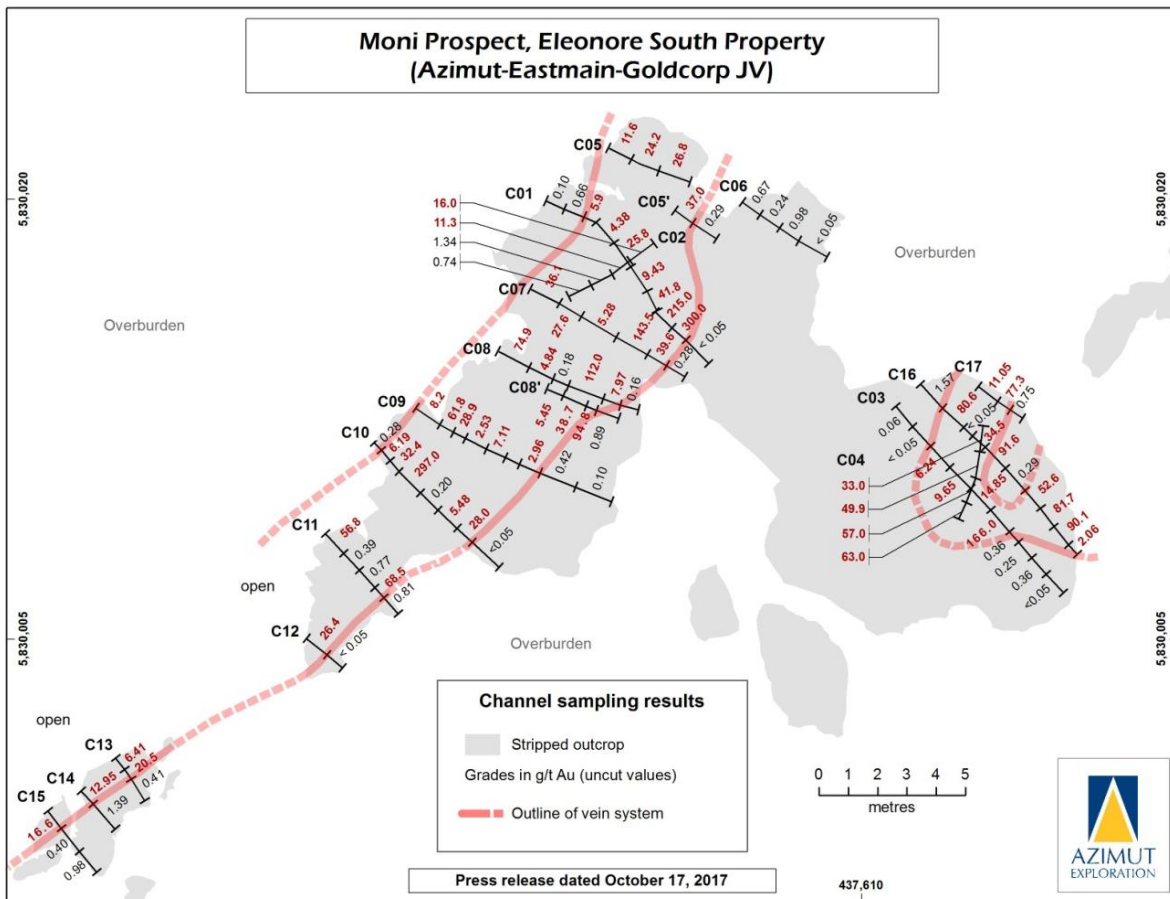 Moni Prospect, Eleonore South Property
(Azimut-Eastmain-Goldcorp JV)
5,830,020
5,830,020
Overburden
Overburden
C05
11.6
24.2
26.8
C01
0.10
0.66
5.9
4.38
25.8
C02
9.43
41.8
215.0
300.0
< 0.05
16.0
11.3
1.34
0.74
C05'
37.0
0.29
C06
0.67
0.24
0.98
< 0.05
C07
36.1
27.6
5.28
143.5
39.6
0.28
C08
74.9
4.84
0.18
112.0
7.97
0.16
C08'
5.45
38.7
94.8
0.89
C09
8.2
61.8
28.9
2.53
7.11
2.96
0.42
0.10
C10
0.28
6.19
32.4
297.0
0.20
5.48
28.0
<0.05
C11
56.8
0.39
0.77
68.5
0.81
open
C12
26.4
< 0.05
C16
1.57
80.6
< 0.05
34.5
91.6
0.29
52.6
81.7
90.1
2.06
C17
11.05
77.3
0.75
C03
0.06
< 0.05
6.24
9.65
14.85
166.0
0.36
0.25
0.36
<0.05
C04
33.0
49.9
57.0
63.0
5,830,005
5,830,005
Overburden
open
C13
6.41
20.5
0.41
C14
12.95
1.39
C15
16.6
0.40
0.98
Channel sampling results
Stripped outcrop
Grades in g/t Au (uncut values)
Outline of vein system
0 1 2 3 4 5
metres
AZIMUT
EXPLORATION
Press release dated October 17, 2017
437,610